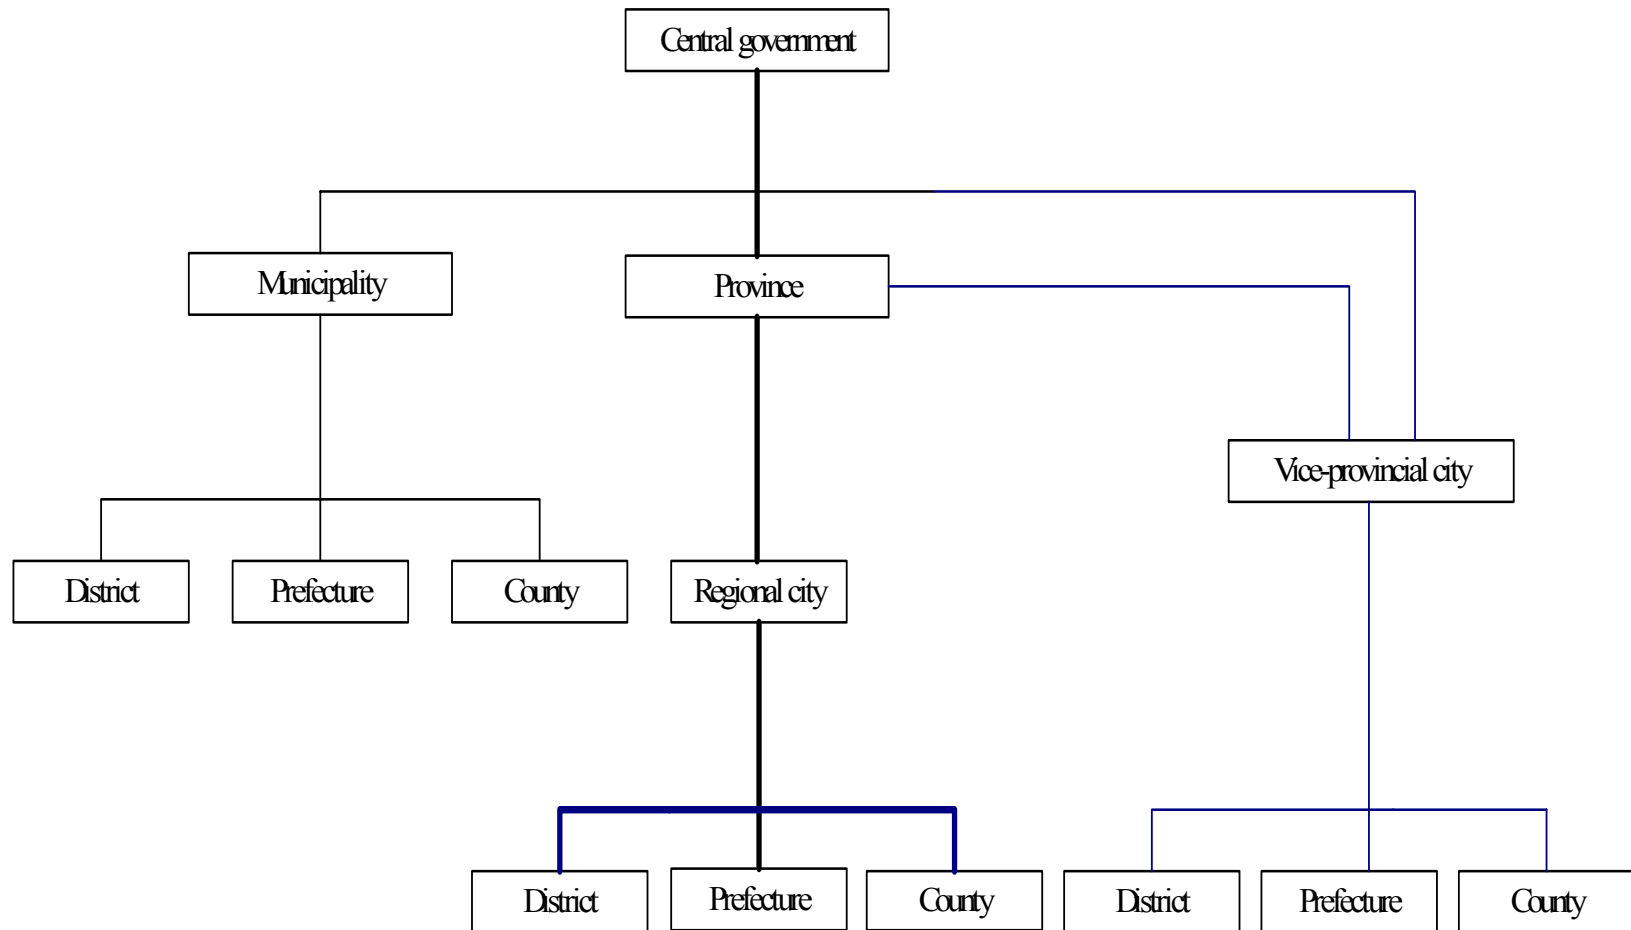 Central government
Municipality
Province
Vice-provincial city
District
Prefecture
County
Regional city
District
Prefecture
County
District
Prefecture
County